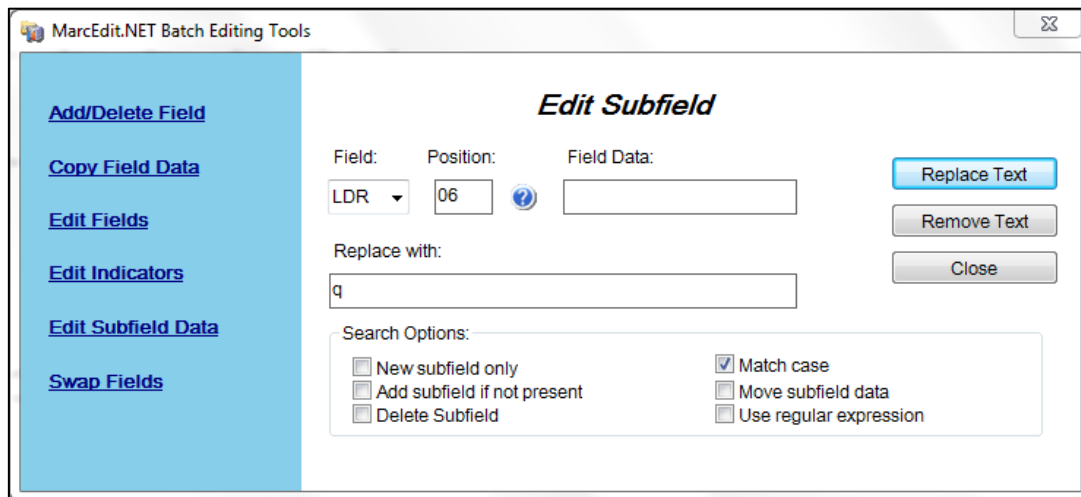 MarcEdit.NET Batch Editing Tools
Add/Delete Field
Copy Field Data
Edit Fields
Edit Indicators
Edit Subfield Data
Swap Fields
Edit Subfield
Field: Position: Field Data:
LDR 06 ?
Replace with:
q
Replace Text
Remove Text
Close
Search Options:
New subfield only
Add subfield if not present
Delete Subfield
Match case
Move subfield data
Use regular expression